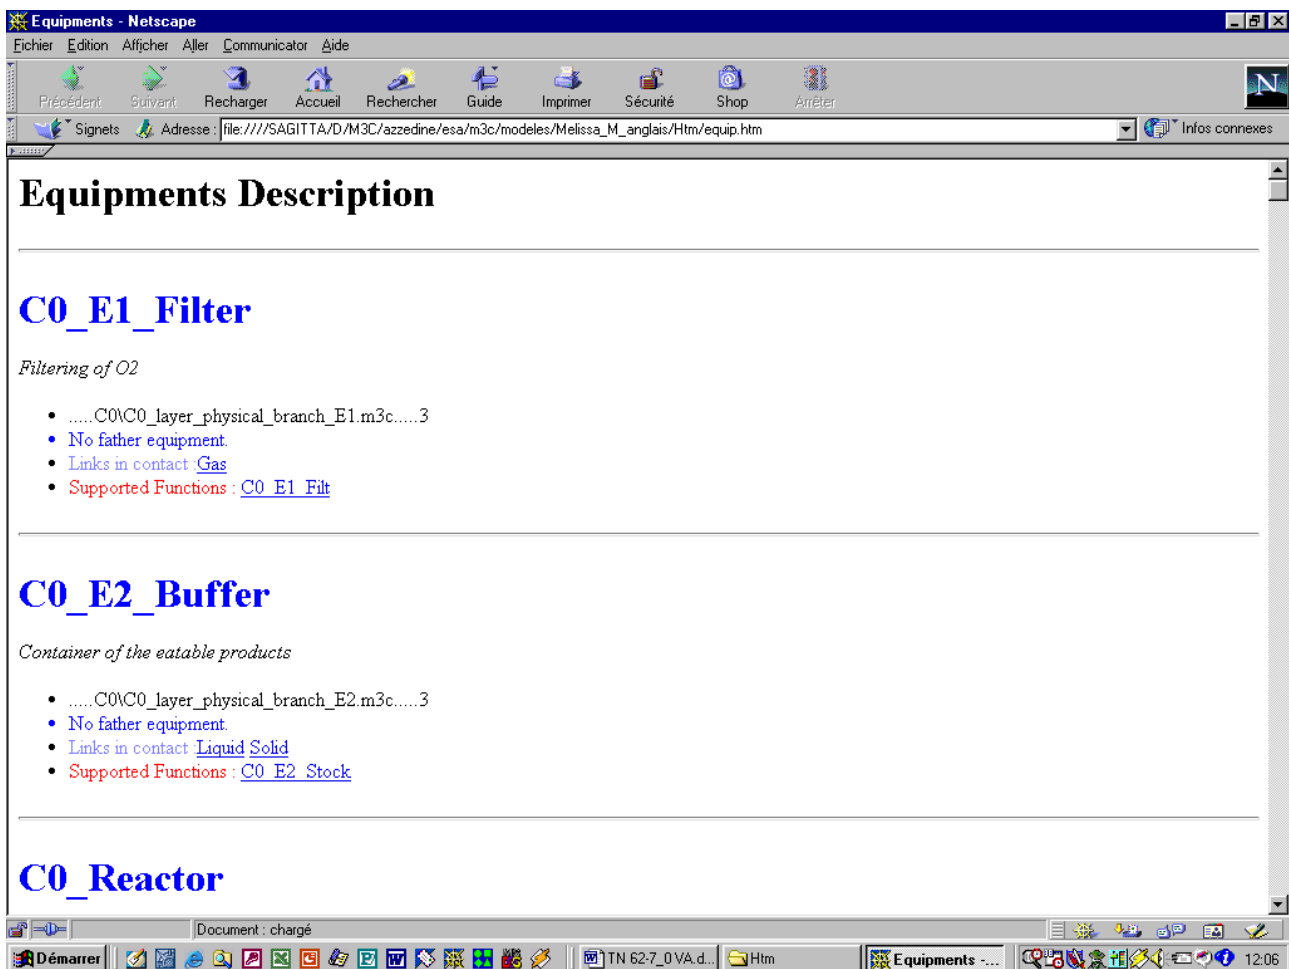 Equipments - Netscape
Fichier Edition Afficher Aller Communicator Aide
Précédent Suivant Recharger Accueil Rechercher Guide Imprimer Sécurité Shop Arrêter
N
Signets Adresse : file:////SAGITTA/D/M3C/azzedine/esa/m3c/modeles/Melissa_M_anglais/Htm/equip.htm Infos connexes
Equipments Description
C0_E1_Filter
Filtering of O2
.....C0\C0_layer_physical_branch_E1.m3c.....3
No father equipment.
Links in contact :Gas
Supported Functions : C0_E1_Filt
C0_E2_Buffer
Container of the eatable products
.....C0\C0_layer_physical_branch_E2.m3c.....3
No father equipment.
Links in contact :Liquid Solid
Supported Functions : C0_E2_Stock
C0_Reactor
Document : chargé
Démarrer TN 62-7_0 VA.d... Htm Equipments -... 12:06